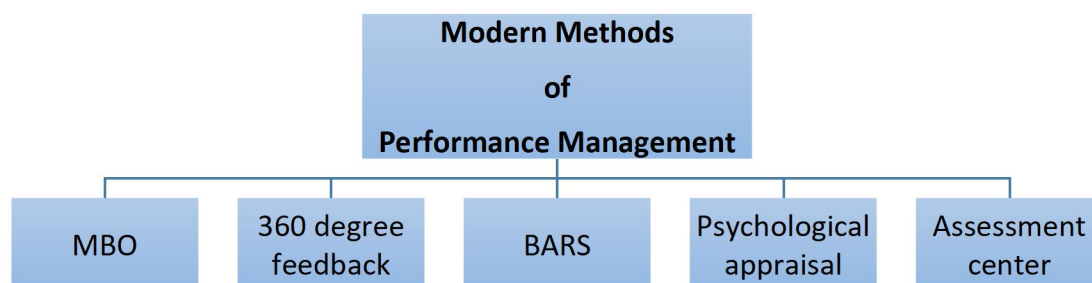 Modern Methods
of
Performance Management
MBO
360 degree
feedback
BARS
Psychological
appraisal
Assessment
center